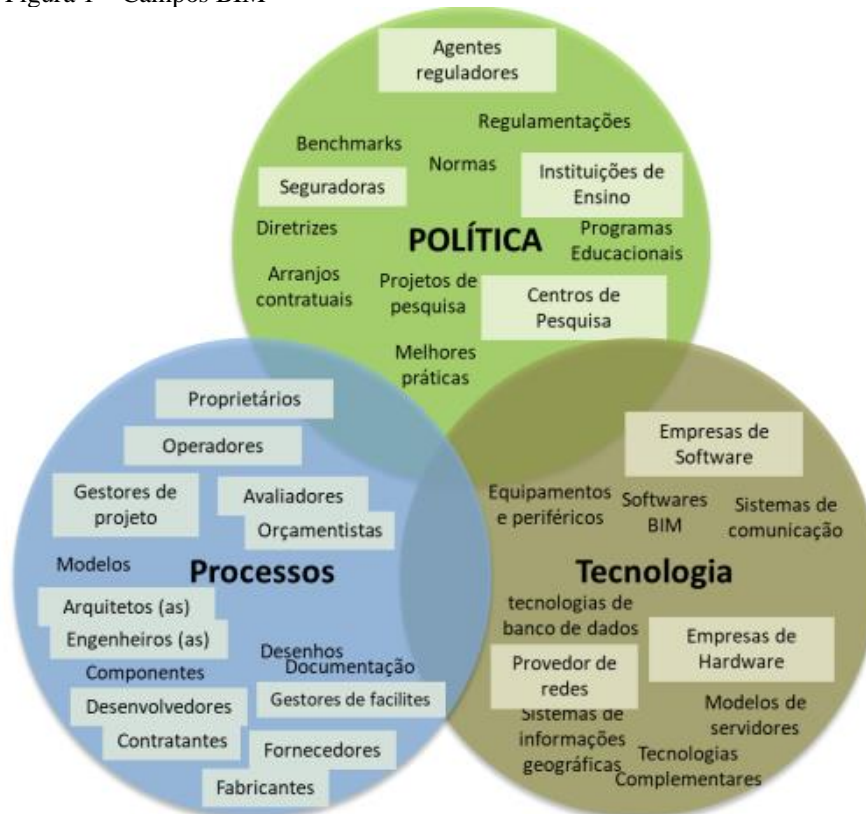 Figura 1 – Campos BIM
Agentes
reguladores
Regulamentações
Benchmarks
Normas
Instituições de
Ensino
Seguradoras
Diretrizes
POLÍTICA
Programas
Educacionais
Arranjos
contratuais
Projetos de
pesquisa
Centros de
Pesquisa
Melhores
práticas
Proprietários
Operadores
Gestores de
projeto
Avaliadores
Orçamentistas
Modelos
Processos
Arquitetos (as)
Engenheiros (as)
Desenhos
Documentação
Componentes
Desenvolvedores
Gestores de facilites
Contratantes
Fornecedores
Fabricantes
Empresas de
Software
Equipamentos
e periféricos
Softwares
BIM
Sistemas de
comunicação
Tecnologia
tecnologias de
banco de dados
Empresas de
Hardware
Provedor de
redes
Sistemas de
informações
geográficas
Modelos de
servidores
Tecnologias
Complementares